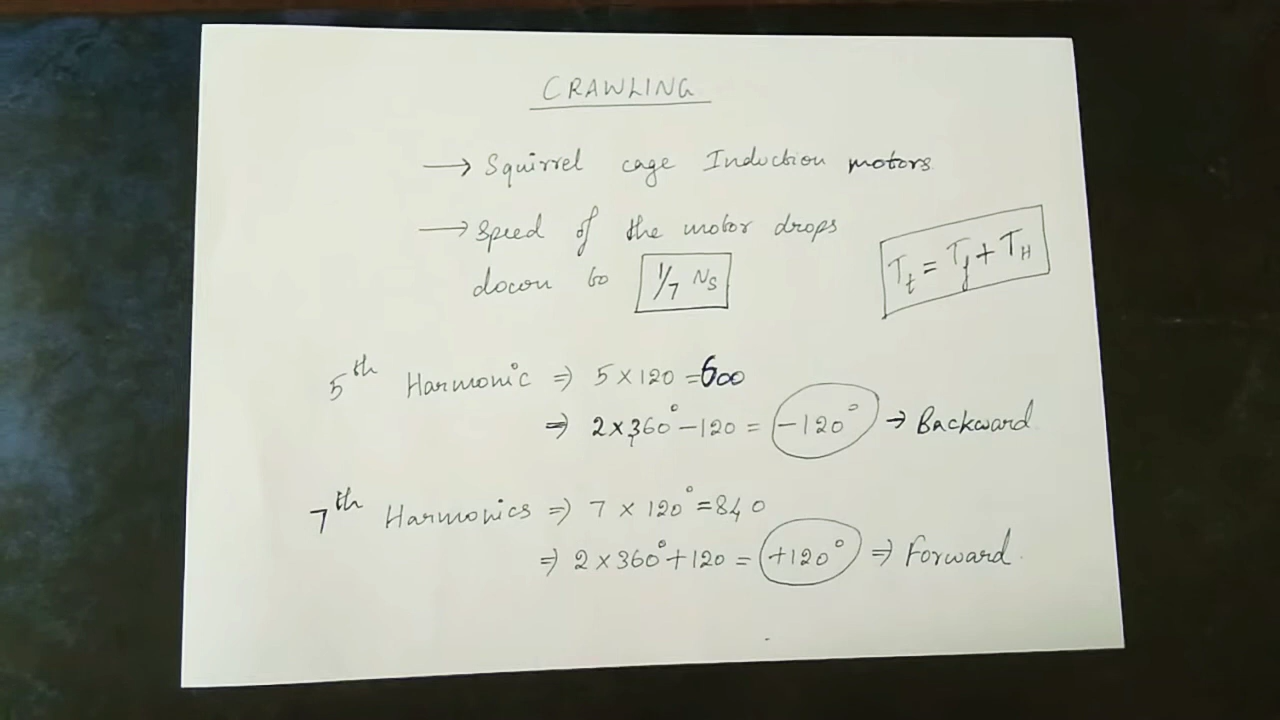 CRAWLING
→ Squirrel cage Induction motors
→ Speed of the motor drops
down to 1/7 Ns
Tt = Tf + TH
5th Harmonic ⇒ 5 × 120 = 600
⇒ 2 × 360° - 120 = -120° → Backward
7th Harmonics ⇒ 7 × 120° = 840
⇒ 2 × 360° + 120 = +120° ⇒ Forward.